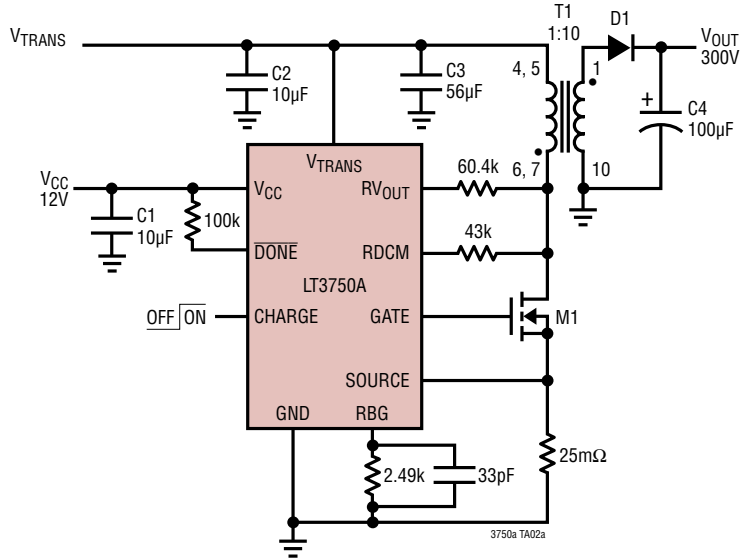 T1
1:10
D1
VTRANS
VOUT
300V
4, 5
1
C2
10µF
C3
56µF
+
C4
100µF
6, 7
10
VTRANS
60.4k
VCC
12V
VCC
RVOUT
C1
10µF
100k
DONE
43k
RDCM
LT3750A
OFF ON
CHARGE
GATE
M1
SOURCE
GND
RBG
25mΩ
2.49k
33pF
3750a TA02a